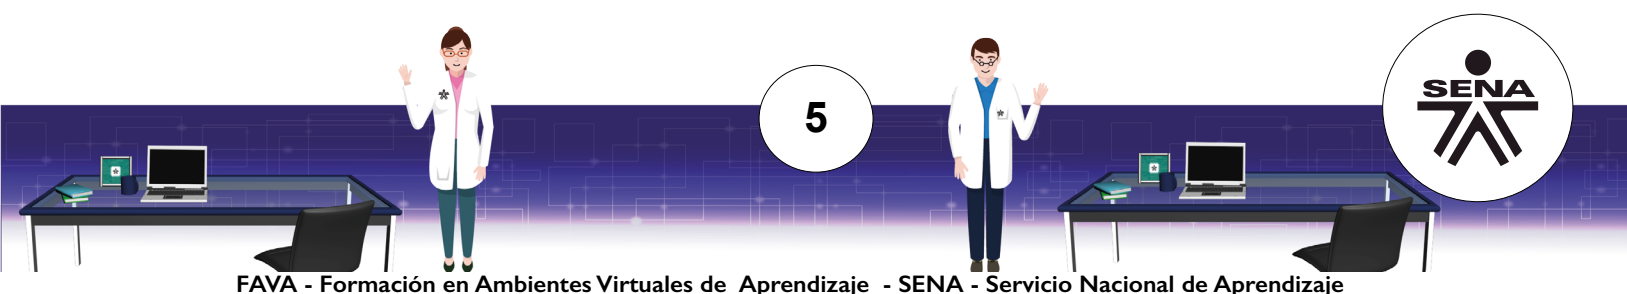 5
SENA
FAVA - Formación en Ambientes Virtuales de Aprendizaje - SENA - Servicio Nacional de Aprendizaje